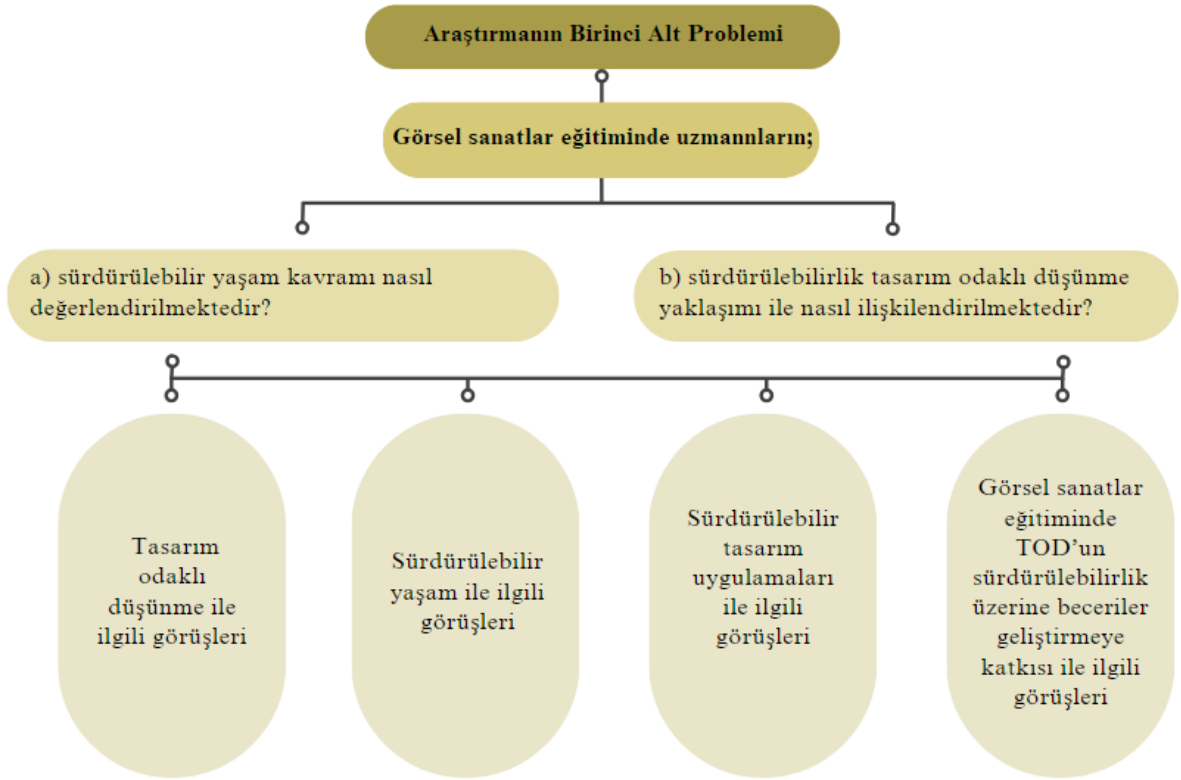 Araştırmanın Birinci Alt Problemi
Görsel sanatlar eğitiminde uzmannların;
a) sürdürülebilir yaşam kavramı nasıl
değerlendirilmektedir?
b) sürdürülebilirlik tasarım odaklı düşünme
yaklaşımı ile nasıl ilişkilendirilmektedir?
Tasarım
odaklı
düşünme ile
ilgili görüşleri
Sürdürülebilir
yaşam ile ilgili
görüşleri
Sürdürülebilir
tasarım
uygulamaları
ile ilgili
görüşleri
Görsel sanatlar
eğitiminde
TOD’un
sürdürülebilirlik
üzerine beceriler
geliştirmeye
katkısı ile ilgili
görüşleri